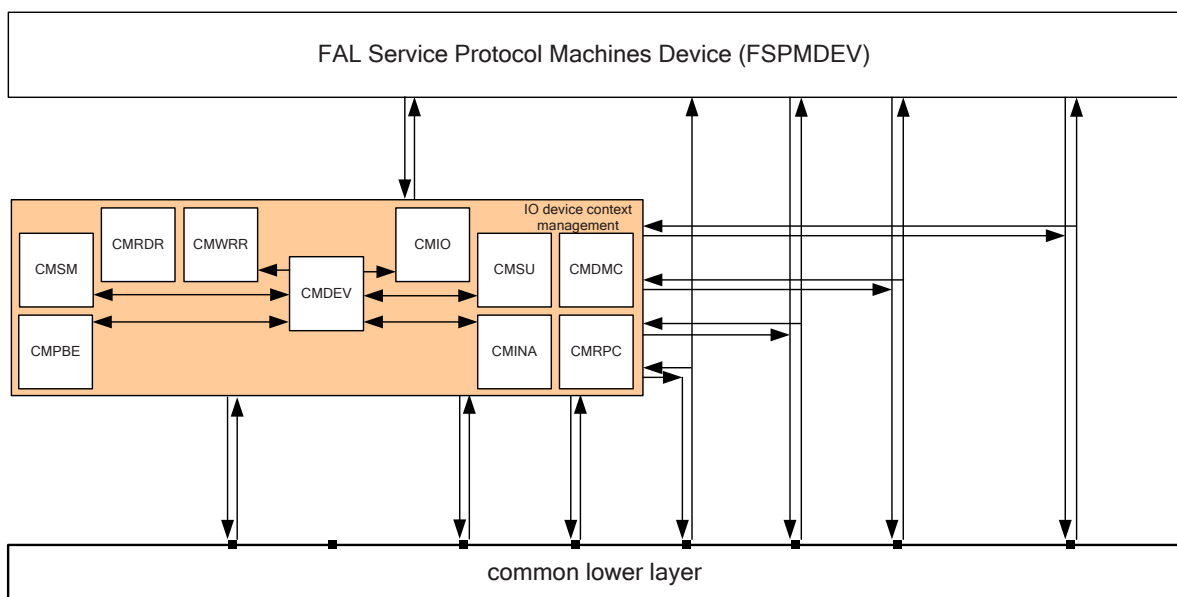 FAL Service Protocol Machines Device (FSPMDEV)
IO device context
management
CMRDR
CMWRR
CMIO
CMSM
CMSU
CMDMC
CMDEV
CMPBE
CMINA
CMRPC
common lower layer